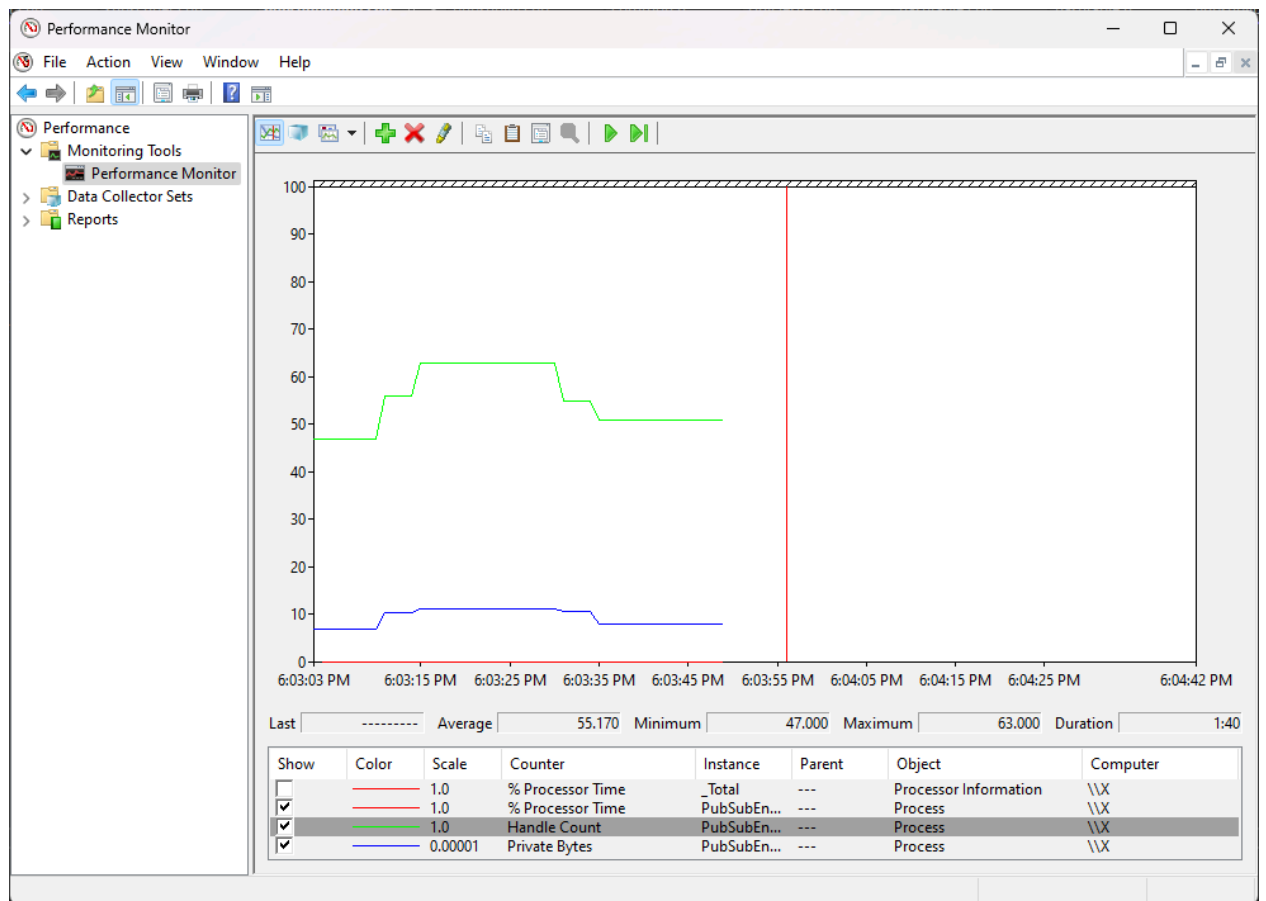 Performance Monitor
File Action View Window Help
Performance
Monitoring Tools
Performance Monitor
Data Collector Sets
Reports
100
90
80
70
60
50
40
30
20
10
0
6:03:03 PM 6:03:15 PM 6:03:25 PM 6:03:35 PM 6:03:45 PM 6:03:55 PM 6:04:05 PM 6:04:15 PM 6:04:25 PM 6:04:42 PM
Last --------- Average 55.170 Minimum 47.000 Maximum 63.000 Duration 1:40
Show Color Scale Counter Instance Parent Object Computer
1.0 % Processor Time _Total --- Processor Information \\X
1.0 % Processor Time PubSubEn... --- Process \\X
1.0 Handle Count PubSubEn... --- Process \\X
0.00001 Private Bytes PubSubEn... --- Process \\X